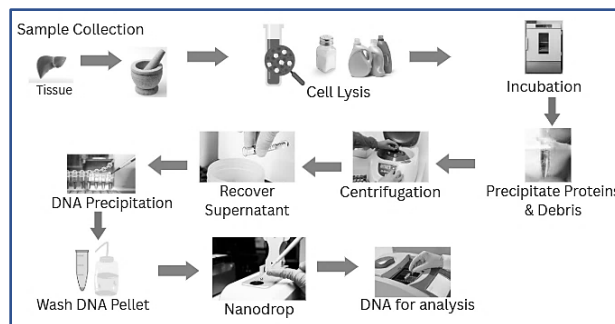 Sample Collection
Tissue
Cell Lysis
Incubation
Precipitate Proteins
& Debris
Centrifugation
Recover
Supernatant
DNA Precipitation
Wash DNA Pellet
Nanodrop
DNA for analysis